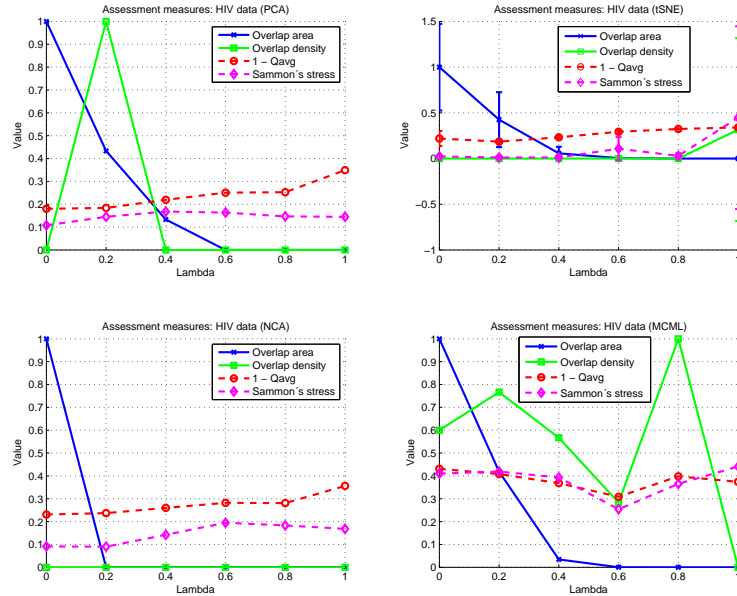 Assessment measures: HIV data (PCA)
Value
1
0.9
0.8
0.7
0.6
0.5
0.4
0.3
0.2
0.1
0
0 0.2 0.4 0.6 0.8 1
Lambda
Overlap area
Overlap density
1 − Qavg
Sammon´s stress
Assessment measures: HIV data (tSNE)
Value
1.5
1
0.5
0
−0.5
−1
0 0.2 0.4 0.6 0.8 1
Lambda
Overlap area
Overlap density
1 − Qavg
Sammon´s stress
Assessment measures: HIV data (NCA)
Value
1
0.9
0.8
0.7
0.6
0.5
0.4
0.3
0.2
0.1
0
0 0.2 0.4 0.6 0.8 1
Lambda
Overlap area
Overlap density
1 − Qavg
Sammon´s stress
Assessment measures: HIV data (MCML)
Value
1
0.9
0.8
0.7
0.6
0.5
0.4
0.3
0.2
0.1
0
0 0.2 0.4 0.6 0.8 1
Lambda
Overlap area
Overlap density
1 − Qavg
Sammon´s stress